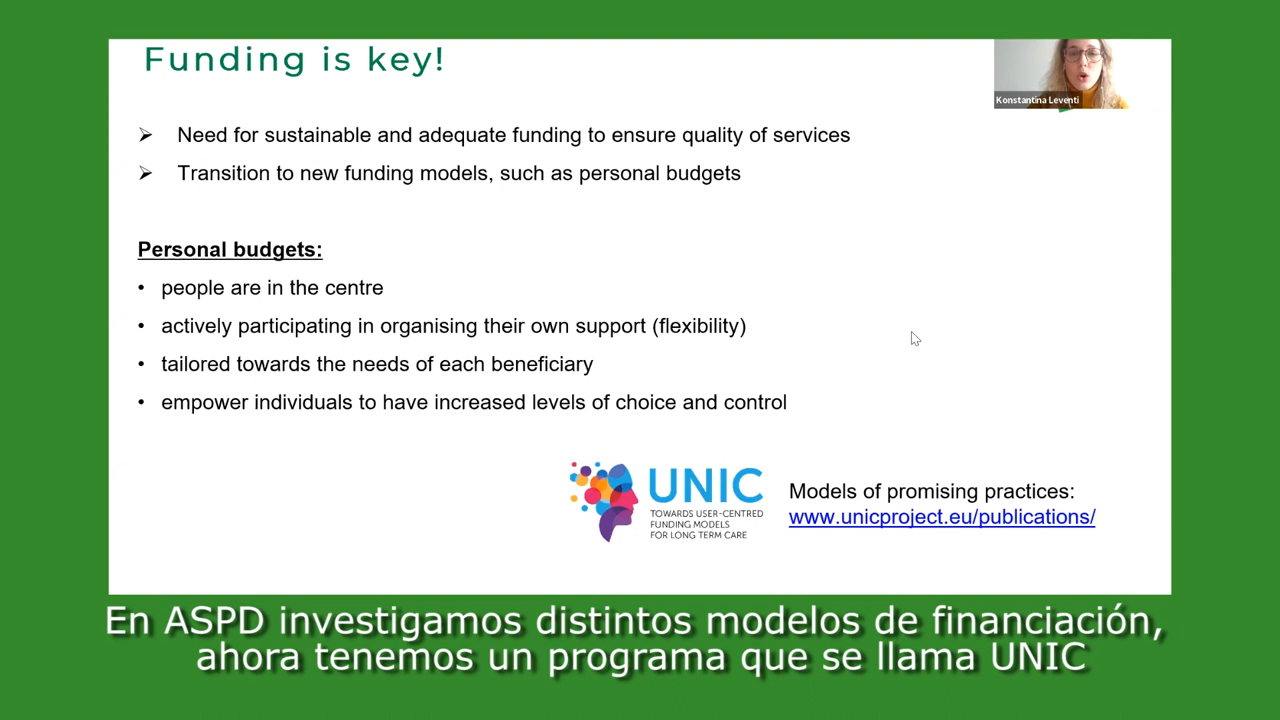 Funding is key!
Konstantina Leventi
Need for sustainable and adequate funding to ensure quality of services
Transition to new funding models, such as personal budgets
Personal budgets:
• people are in the centre
• actively participating in organising their own support (flexibility)
• tailored towards the needs of each beneficiary
• empower individuals to have increased levels of choice and control
UNIC
TOWARDS USER-CENTRED
FUNDING MODELS
FOR LONG TERM CARE
Models of promising practices:
www.unicproject.eu/publications/
En ASPD investigamos distintos modelos de financiación,
ahora tenemos un programa que se llama UNIC